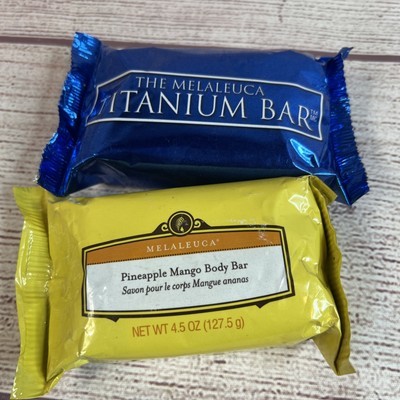 THE MELALEUCA
TITANIUM BAR™
MELALEUCA®
Pineapple Mango Body Bar
Savon pour le corps Mangue ananas
NET WT 4.5 OZ (127.5 g)